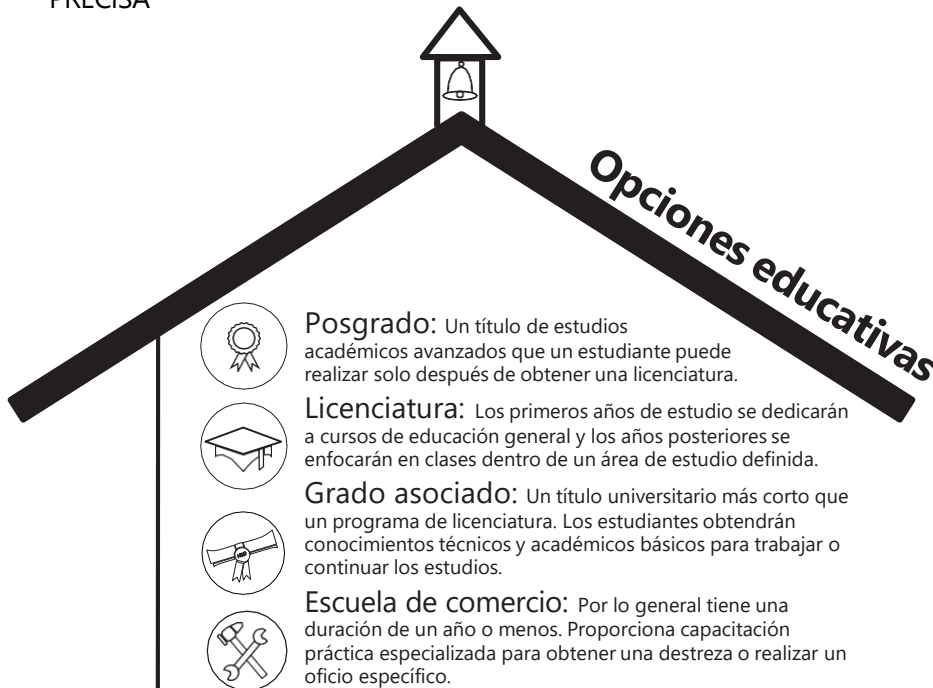 PRECISA
Opciones educativas
Posgrado: Un título de estudios
académicos avanzados que un estudiante puede
realizar solo después de obtener una licenciatura.
Licenciatura: Los primeros años de estudio se dedicarán
a cursos de educación general y los años posteriores se
enfocarán en clases dentro de un área de estudio definida.
Grado asociado: Un título universitario más corto que
un programa de licenciatura. Los estudiantes obtendrán
conocimientos técnicos y académicos básicos para trabajar o
continuar los estudios.
Escuela de comercio: Por lo general tiene una
duración de un año o menos. Proporciona capacitación
práctica especializada para obtener una destreza o realizar un
oficio específico.